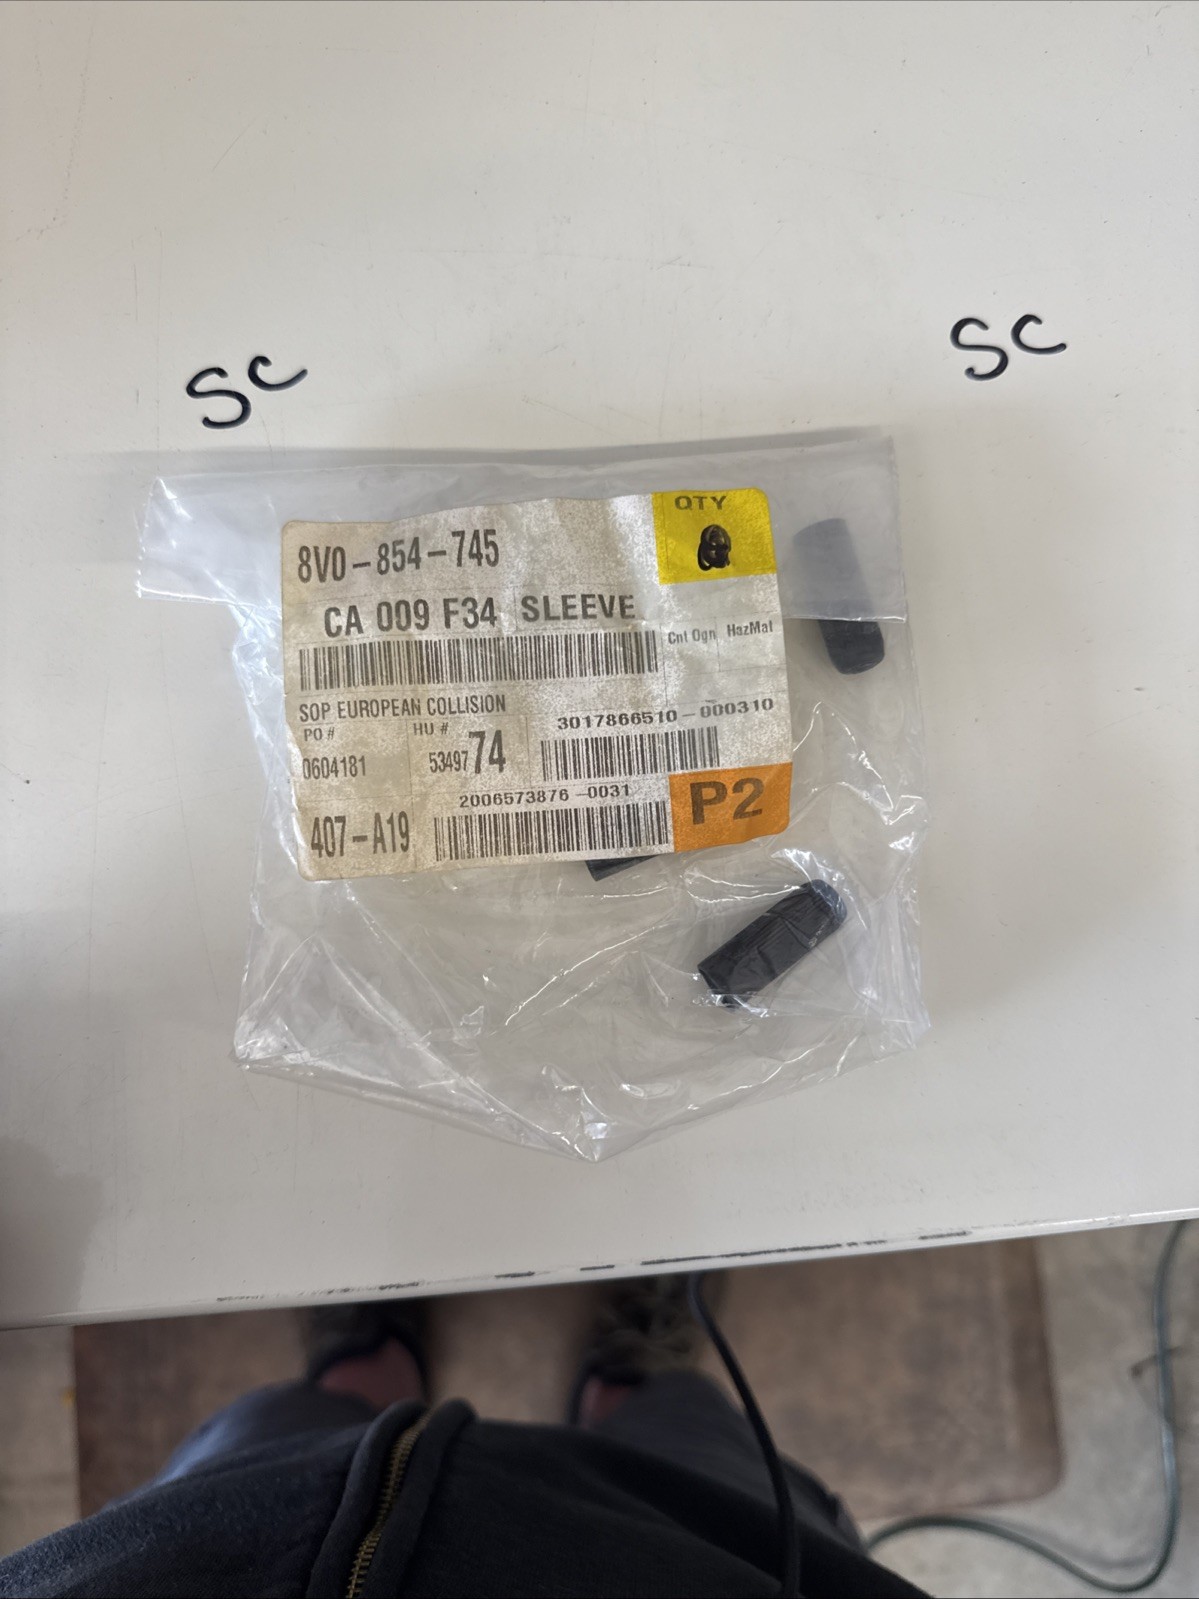 SC
SC
8V0-854-745
QTY
CA 009 F34 SLEEVE
Cnt Ogn HazMat
SOP EUROPEAN COLLISION
PO # HU # 3017866510-000310
0604181 5349774
2006573876-0031
407-A19 P2